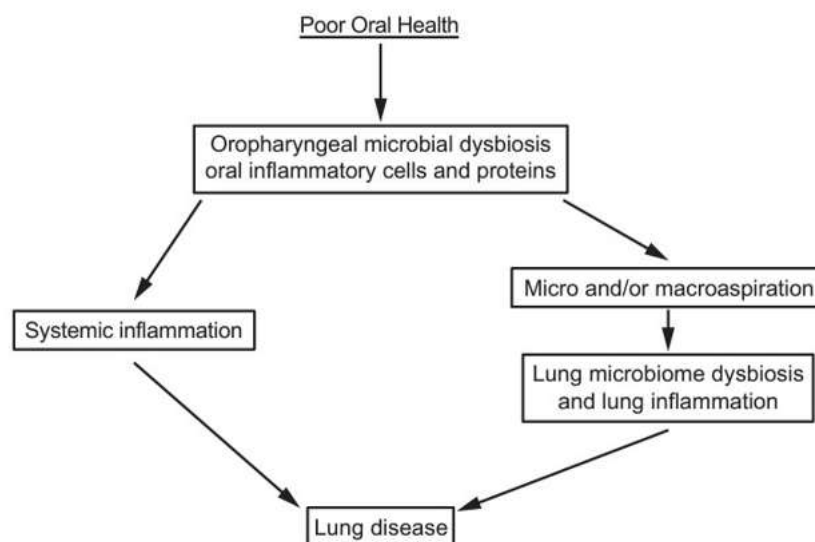 Poor Oral Health
Oropharyngeal microbial dysbiosis
oral inflammatory cells and proteins
Micro and/or macroaspiration
Systemic inflammation
Lung microbiome dysbiosis
and lung inflammation
Lung disease